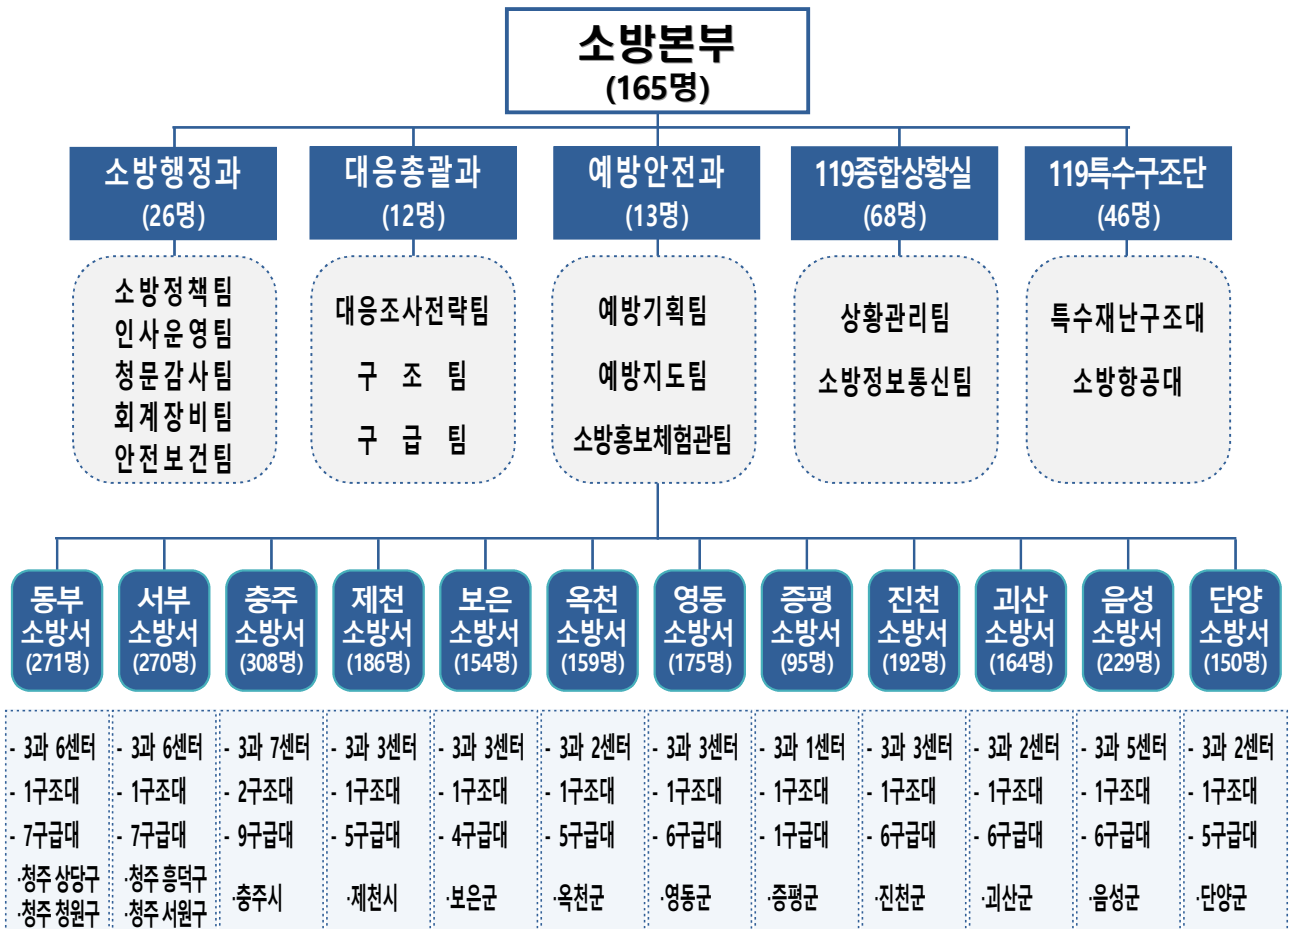 소방본부
(165명)
소방행정과
(26명)
대응총괄과
(12명)
예방안전과
(13명)
119종합상황실
(68명)
119특수구조단
(46명)
소방정책팀
인사운영팀
청문감사팀
회계장비팀
안전보건팀
대응조사전략팀
구 조 팀
구 급 팀
예방기획팀
예방지도팀
소방홍보체험관팀
상황관리팀
소방정보통신팀
특수재난구조대
소방항공대
동부
소방서
(271명)
서부
소방서
(270명)
충주
소방서
(308명)
제천
소방서
(186명)
보은
소방서
(154명)
옥천
소방서
(159명)
영동
소방서
(175명)
증평
소방서
(95명)
진천
소방서
(192명)
괴산
소방서
(164명)
음성
소방서
(229명)
단양
소방서
(150명)
- 3과 6센터
- 1구조대
- 7구급대
·청주 상당구
·청주 청원구
- 3과 6센터
- 1구조대
- 7구급대
·청주 흥덕구
·청주 서원구
- 3과 7센터
- 2구조대
- 9구급대
·충주시
- 3과 3센터
- 1구조대
- 5구급대
·제천시
- 3과 3센터
- 1구조대
- 4구급대
·보은군
- 3과 2센터
- 1구조대
- 5구급대
·옥천군
- 3과 3센터
- 1구조대
- 6구급대
·영동군
- 3과 1센터
- 1구조대
- 1구급대
·증평군
- 3과 3센터
- 1구조대
- 6구급대
·진천군
- 3과 2센터
- 1구조대
- 6구급대
·괴산군
- 3과 5센터
- 1구조대
- 6구급대
·음성군
- 3과 2센터
- 1구조대
- 5구급대
·단양군